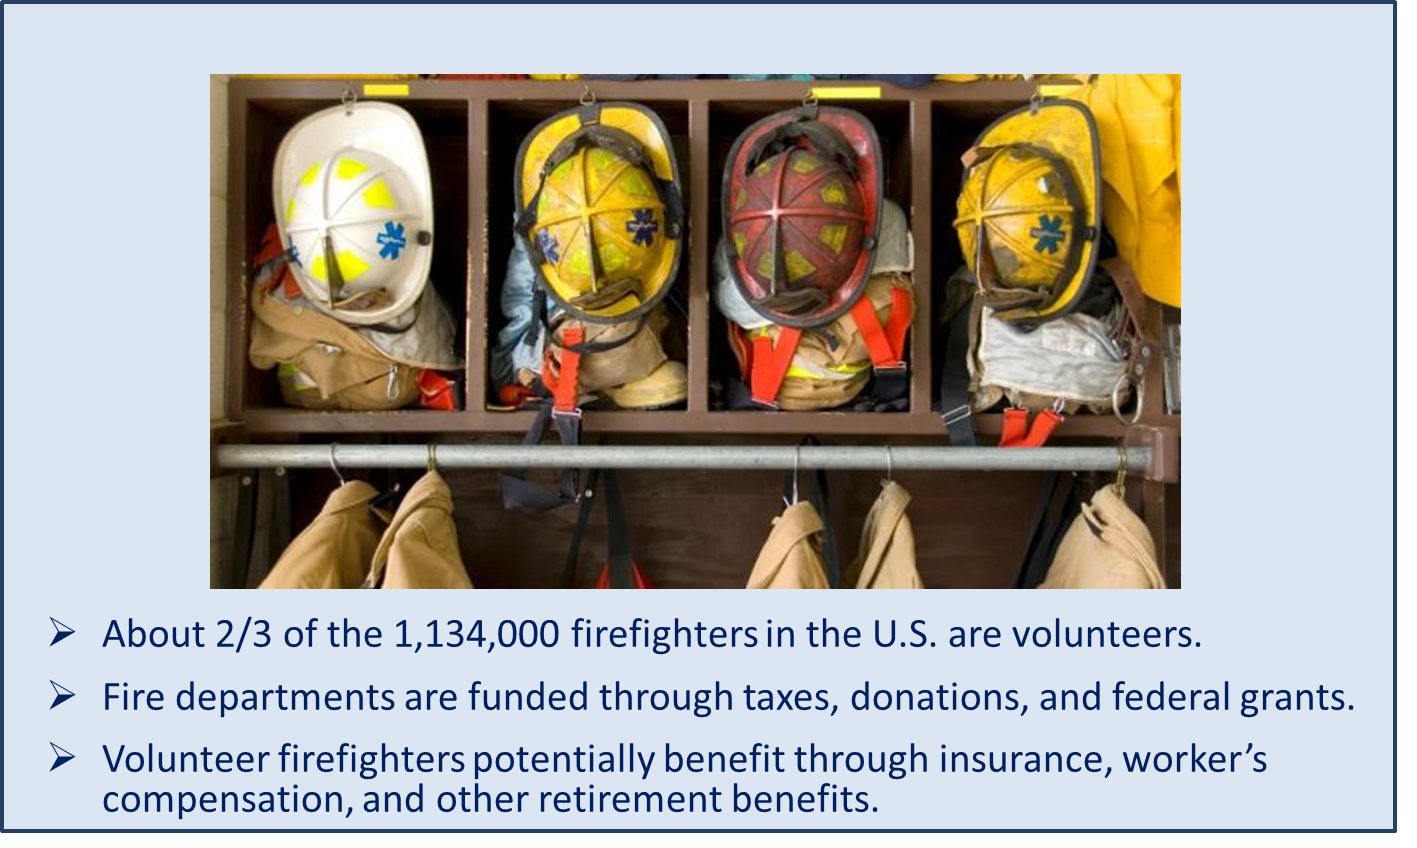 About 2/3 of the 1,134,000 firefighters in the U.S. are volunteers.
Fire departments are funded through taxes, donations, and federal grants.
Volunteer firefighters potentially benefit through insurance, worker’s
compensation, and other retirement benefits.